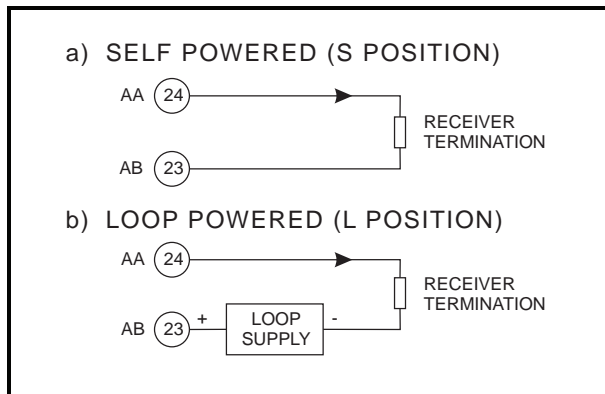 a) SELF POWERED (S POSITION)
AA 24
RECEIVER
TERMINATION
AB 23
b) LOOP POWERED (L POSITION)
AA 24
RECEIVER
TERMINATION
AB 23 + LOOP SUPPLY -